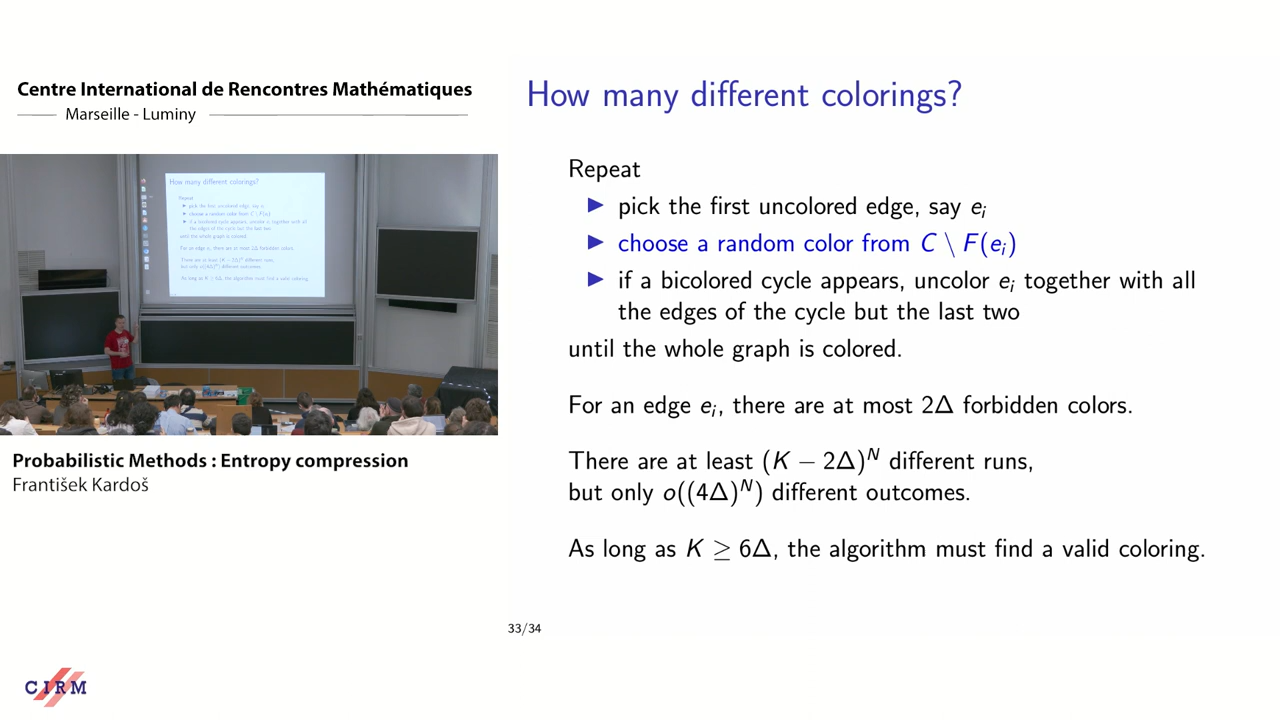 Centre International de Rencontres Mathématiques
Marseille - Luminy
How many different colorings?
Repeat
▶ pick the first uncolored edge, say eᵢ
▶ choose a random color from C \ F(eᵢ)
▶ if a bicolored cycle appears, uncolor eᵢ together with all
the edges of the cycle but the last two
until the whole graph is colored.
For an edge eᵢ, there are at most 2Δ forbidden colors.
There are at least (K − 2Δ)ᴺ different runs,
but only o((4Δ)ᴺ) different outcomes.
As long as K ≥ 6Δ, the algorithm must find a valid coloring.
33/34
Probabilistic Methods : Entropy compression
František Kardoš
CIRM